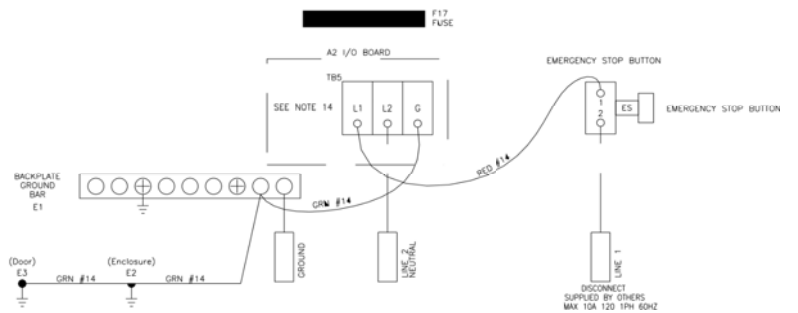 F17
FUSE
A2 I/O BOARD
TB5
SEE NOTE 14
L1 L2 G
EMERGENCY STOP BUTTON
1
2
ES
EMERGENCY STOP BUTTON
RED #14
BACKPLATE
GROUND
BAR
E1
GRN #14
(Door)
E3
GRN #14
(Enclosure)
E2
GRN #14
GROUND
LINE 2
NEUTRAL
LINE 1
DISCONNECT
SUPPLIED BY OTHERS
MAX 10A 120 1PH 60HZ